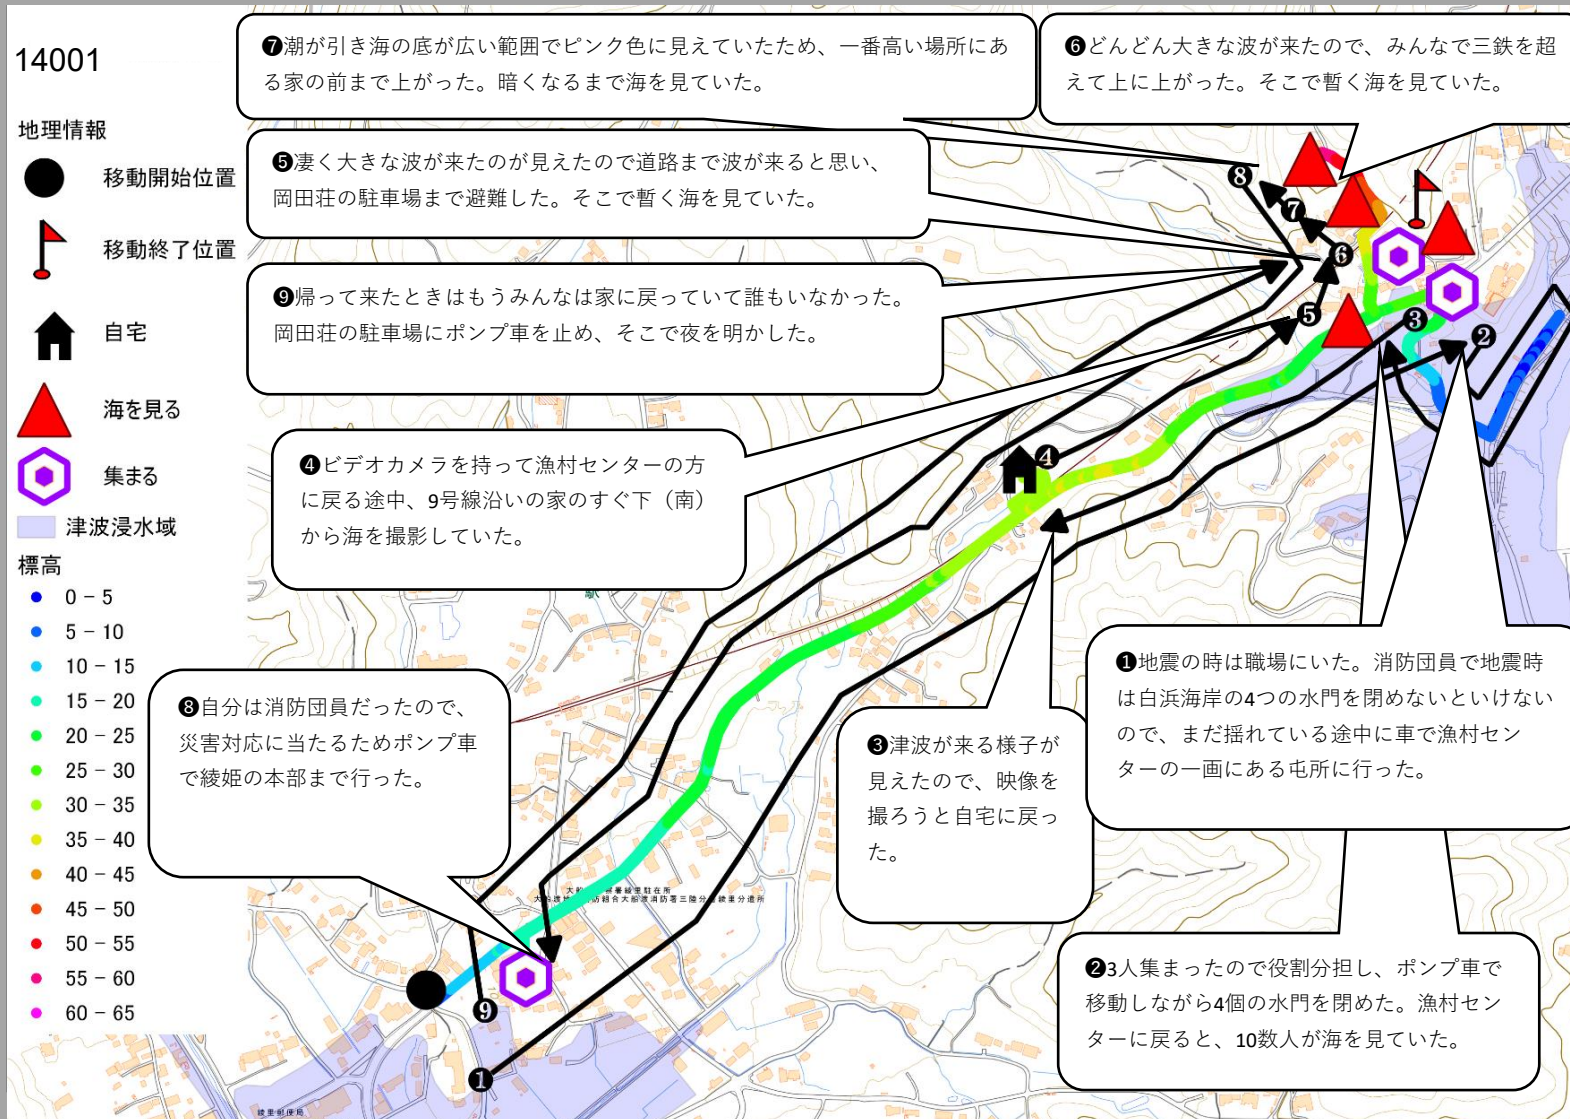 14001
地理情報
移動開始位置
移動終了位置
自宅
海を見る
集まる
津波浸水域
標高
0 − 5
5 − 10
10 − 15
15 − 20
20 − 25
25 − 30
30 − 35
35 − 40
40 − 45
45 − 50
50 − 55
55 − 60
60 − 65
❼潮が引き海の底が広い範囲でピンク色に見えていたため、一番高い場所にあ
る家の前まで上がった。暗くなるまで海を見ていた。
❻どんどん大きな波が来たので、みんなで三鉄を超
えて上に上がった。そこで暫く海を見ていた。
❺凄く大きな波が来たのが見えたので道路まで波が来ると思い、
岡田荘の駐車場まで避難した。そこで暫く海を見ていた。
❾帰って来たときはもうみんなは家に戻っていて誰もいなかった。
岡田荘の駐車場にポンプ車を止め、そこで夜を明かした。
❹ビデオカメラを持って漁村センターの方
に戻る途中、9号線沿いの家のすぐ下（南）
から海を撮影していた。
❽自分は消防団員だったので、
災害対応に当たるためポンプ車
で綾姫の本部まで行った。
❸津波が来る様子が
見えたので、映像を
撮ろうと自宅に戻っ
た。
❶地震の時は職場にいた。消防団員で地震時
は白浜海岸の4つの水門を閉めないといけない
ので、まだ揺れている途中に車で漁村セン
ターの一画にある屯所に行った。
❷3人集まったので役割分担し、ポンプ車で
移動しながら4個の水門を閉めた。漁村セン
ターに戻ると、10数人が海を見ていた。
❽
❼
❻
❺
❸
❷
❹
❾
❶
駅
綾里郵便局